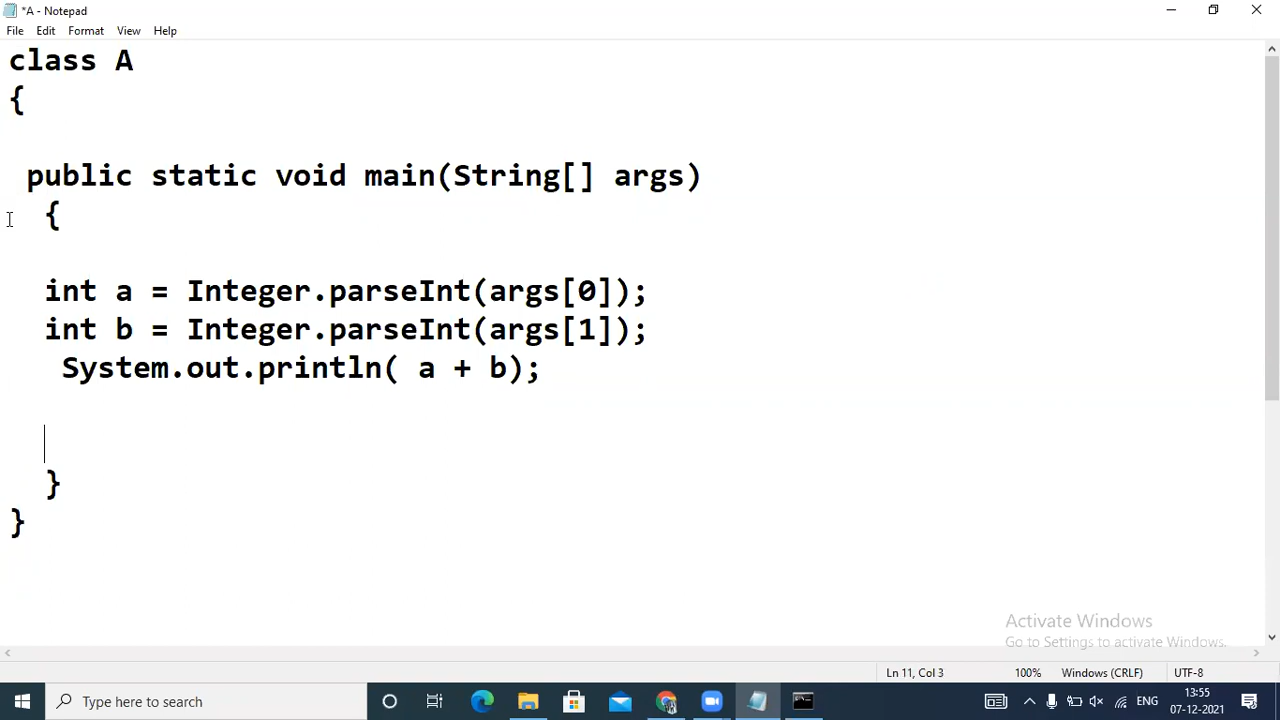 *A - Notepad
File Edit Format View Help
class A
{
public static void main(String[] args)
{
int a = Integer.parseInt(args[0]);
int b = Integer.parseInt(args[1]);
System.out.println( a + b);
}
}
Activate Windows
Go to Settings to activate Windows.
Ln 11, Col 3 100% Windows (CRLF) UTF-8
Type here to search
ENG
13:55
07-12-2021